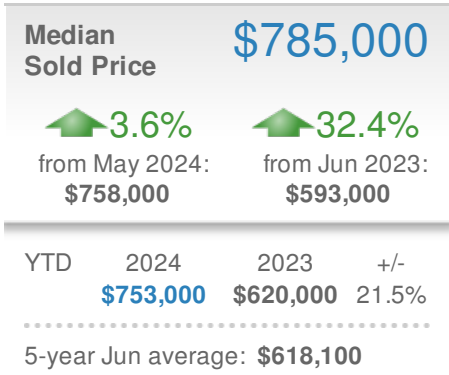 Median $785,000
Sold Price
3.6% 32.4%
from May 2024: from Jun 2023:
$758,000 $593,000
YTD 2024 2023 +/-
$753,000 $620,000 21.5%
5-year Jun average: $618,100